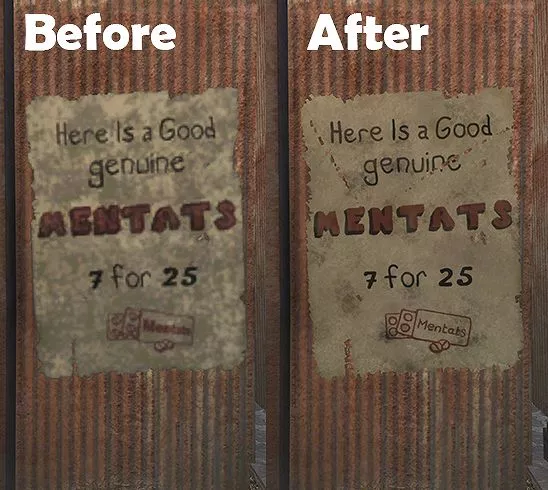 Before
Here Is a Good
genuine
MENTATS
7 for 25
Mentats
After
Here Is a Good
genuine
MENTATS
7 for 25
Mentats